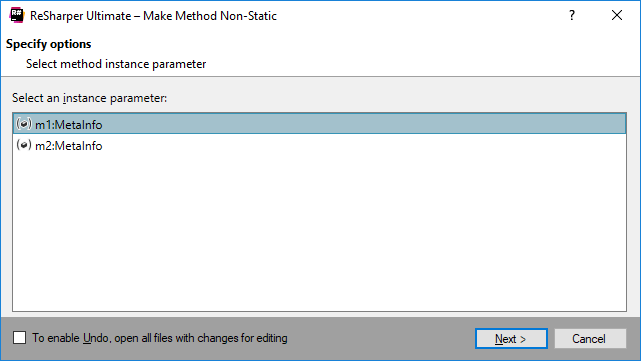 R#
ReSharper Ultimate – Make Method Non-Static
?
Specify options
Select method instance parameter
Select an instance parameter:
m1:MetaInfo
m2:MetaInfo
To enable Undo, open all files with changes for editing
Next >
Cancel